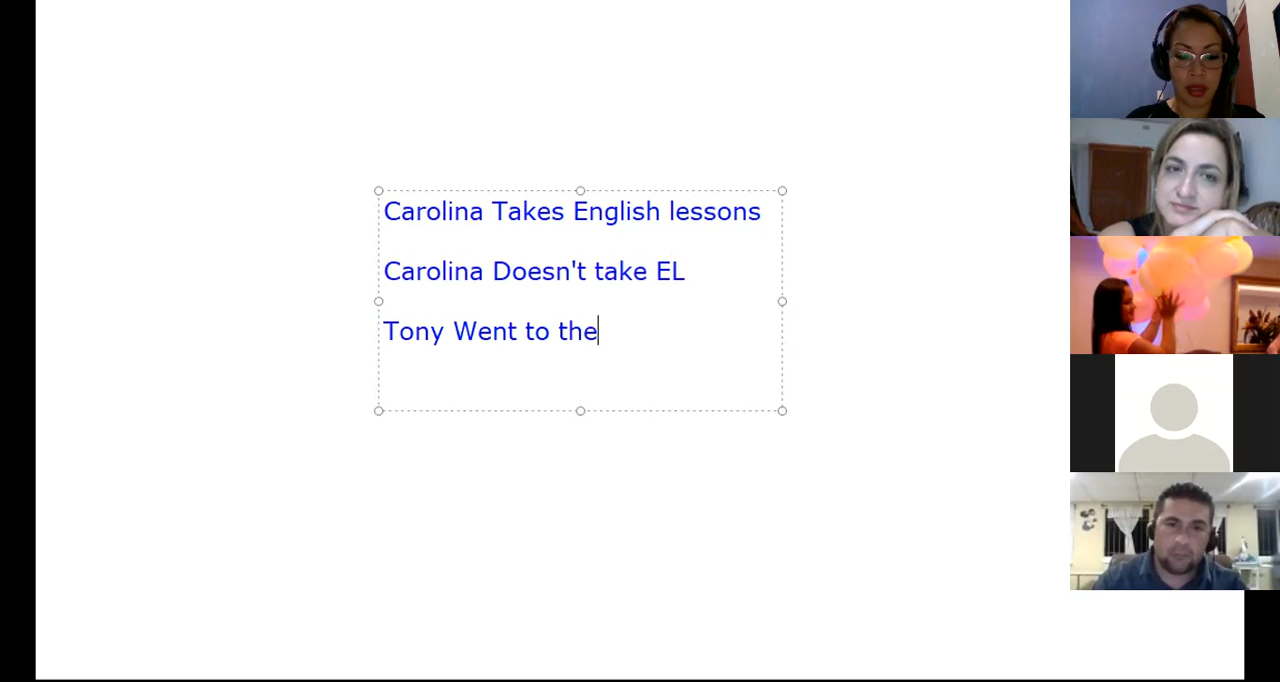 Carolina Takes English lessons
Carolina Doesn't take EL
Tony Went to the